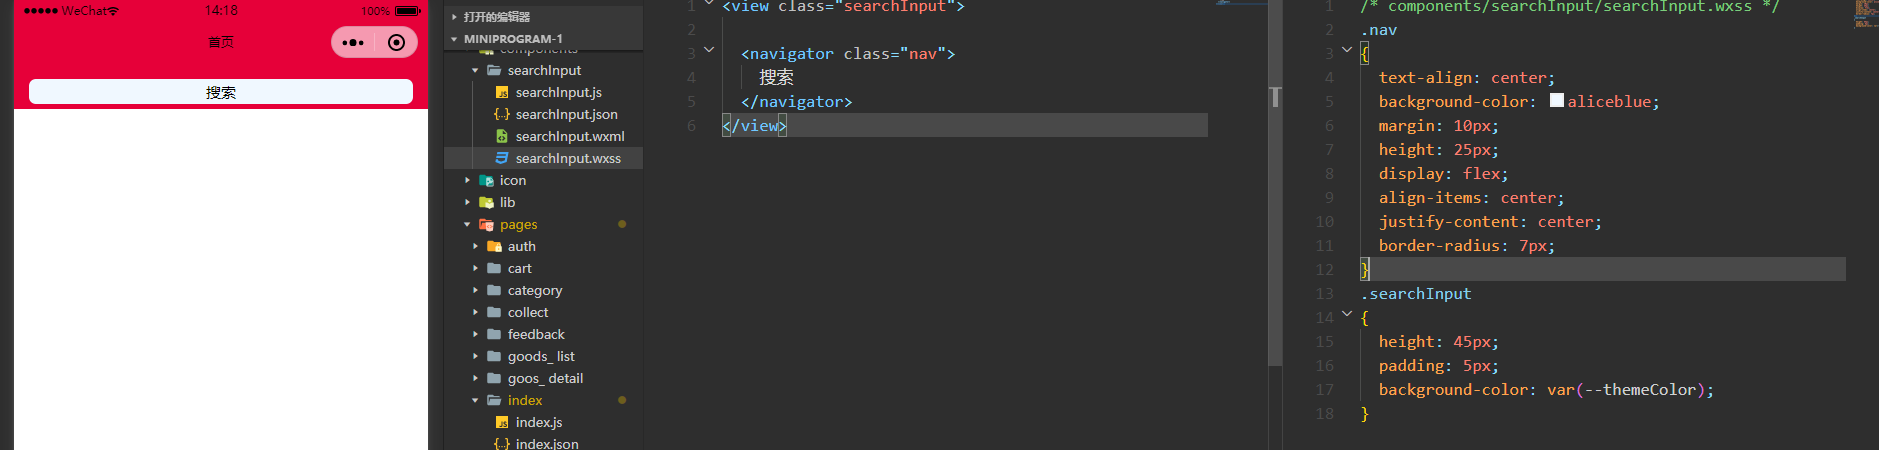 WeChat 14:18 100%
首页
搜索
打开的编辑器
MINIPROGRAM-1
components
searchInput
searchInput.js
searchInput.json
searchInput.wxml
searchInput.wxss
icon
lib
pages
auth
cart
category
collect
feedback
goods_ list
goos_ detail
index
index.js
index.json
1 <view class="searchInput">
2
3 <navigator class="nav">
4 搜索
5 </navigator>
6 </view>
1 /* components/searchInput/searchInput.wxss */
2 .nav
3 {
4 text-align: center;
5 background-color: aliceblue;
6 margin: 10px;
7 height: 25px;
8 display: flex;
9 align-items: center;
10 justify-content: center;
11 border-radius: 7px;
12 }
13 .searchInput
14 {
15 height: 45px;
16 padding: 5px;
17 background-color: var(--themeColor);
18 }